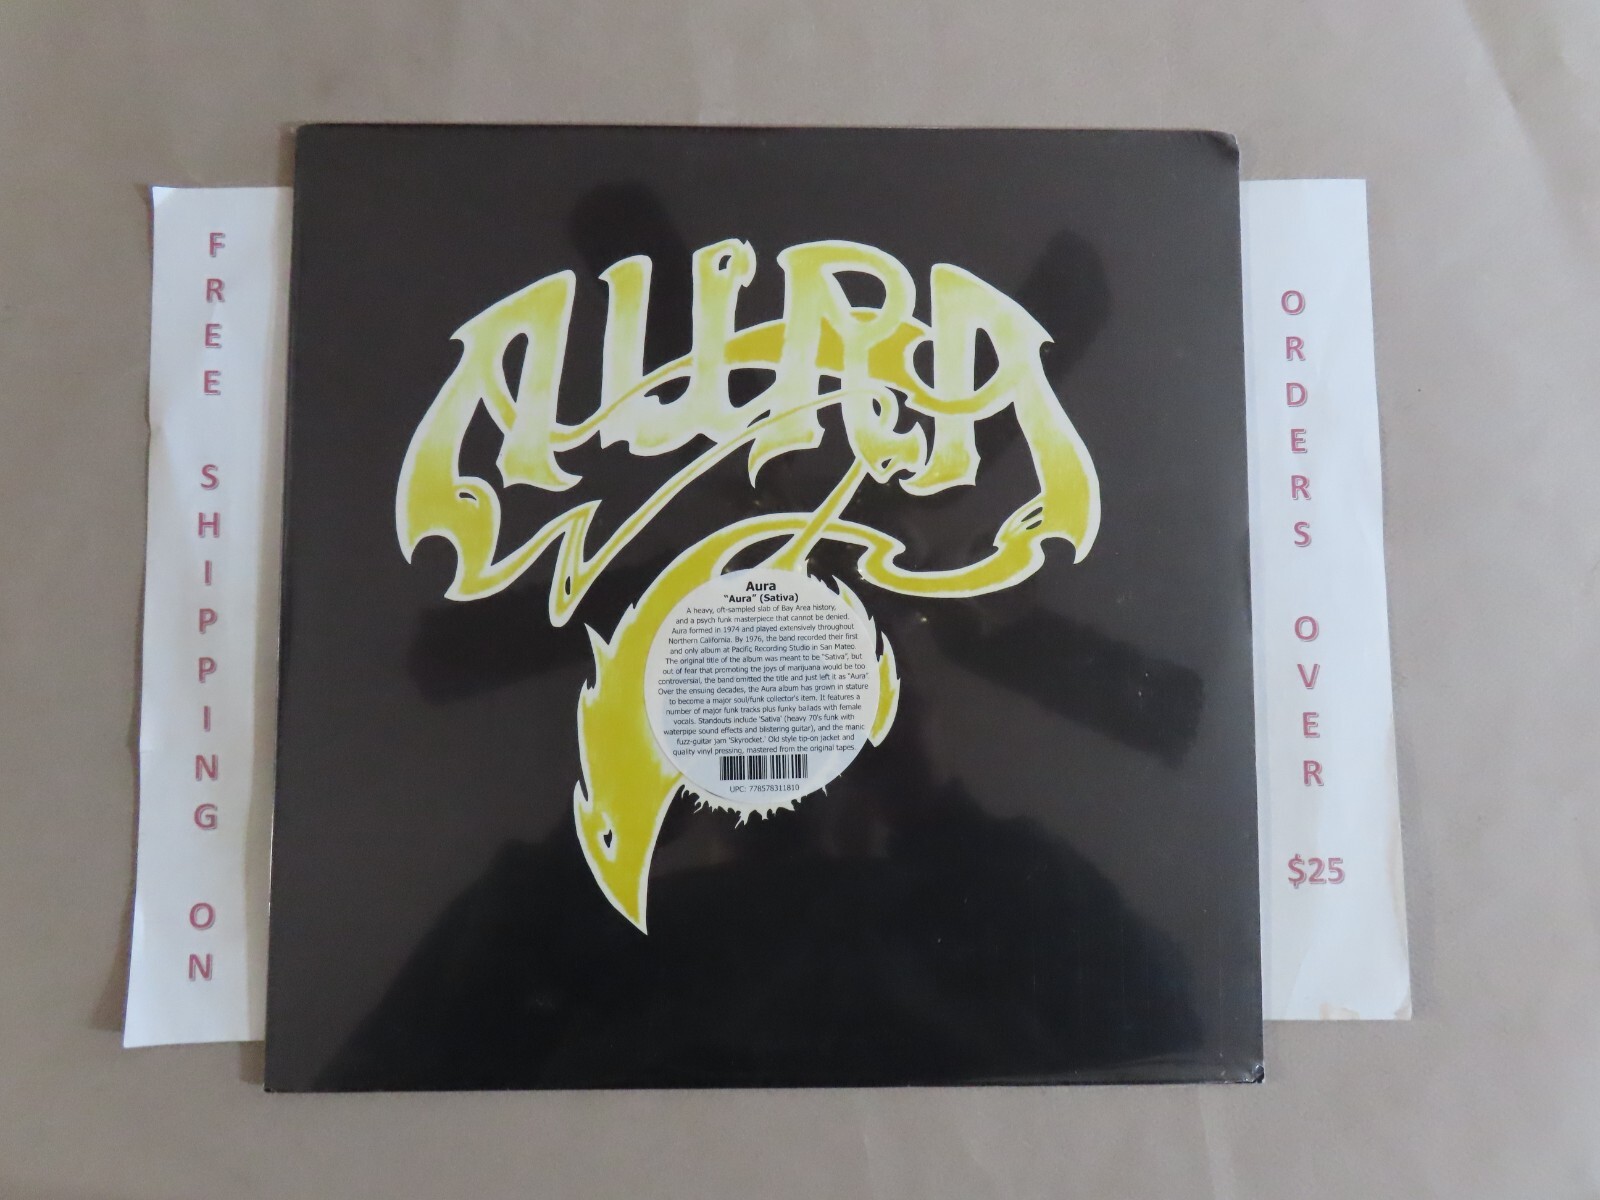 FREE SHIPPING ON
AURA
Aura
"Aura" (Sativa)
A heavy, oft-sampled slab of Bay Area history,
and a psych funk masterpiece that cannot be denied.
Aura formed in 1974 and played extensively throughout
Northern California. By 1976, the band recorded their first
and only album at Pacific Recording Studio in San Mateo.
The original title of the album was meant to be "Sativa", but
out of fear that promoting the joys of marijuana would be too
controversial, the band omitted the title and just left it as "Aura"
Over the ensuing decades, the Aura album has grown in stature
to become a major soul/funk collector's item. It features a
number of major funk tracks plus funky ballads with female
vocals. Standouts include 'Sativa' (heavy 70's funk with
waterpipe sound effects and blistering guitar), and the manic
fuzz-guitar jam 'Skyrocket.' Old style tip-on jacket and
quality vinyl pressing, mastered from the original tapes.
UPC: 778578311810
ORDERS OVER $25